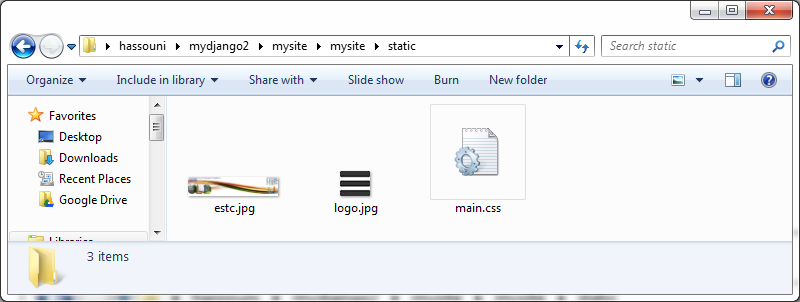 hassouni mydjango2 mysite mysite static
Search static
Organize Include in library Share with Slide show Burn New folder
Favorites
Desktop
Downloads
Recent Places
Google Drive
Libraries
estc.jpg
logo.jpg
main.css
3 items